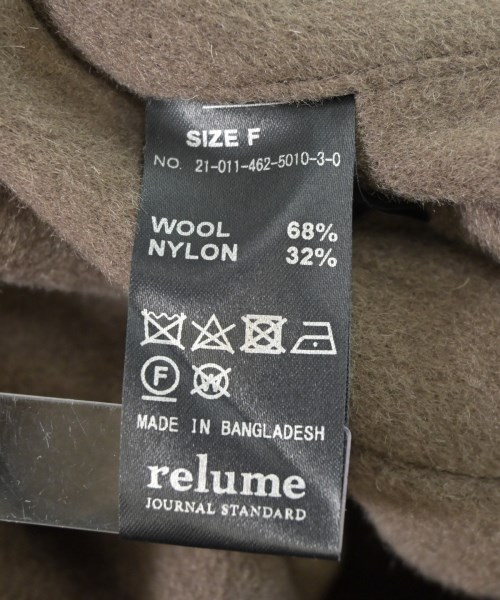 SIZE F
NO. 21-011-462-5010-3-0
WOOL 68%
NYLON 32%
F W
MADE IN BANGLADESH
relume
JOURNAL STANDARD